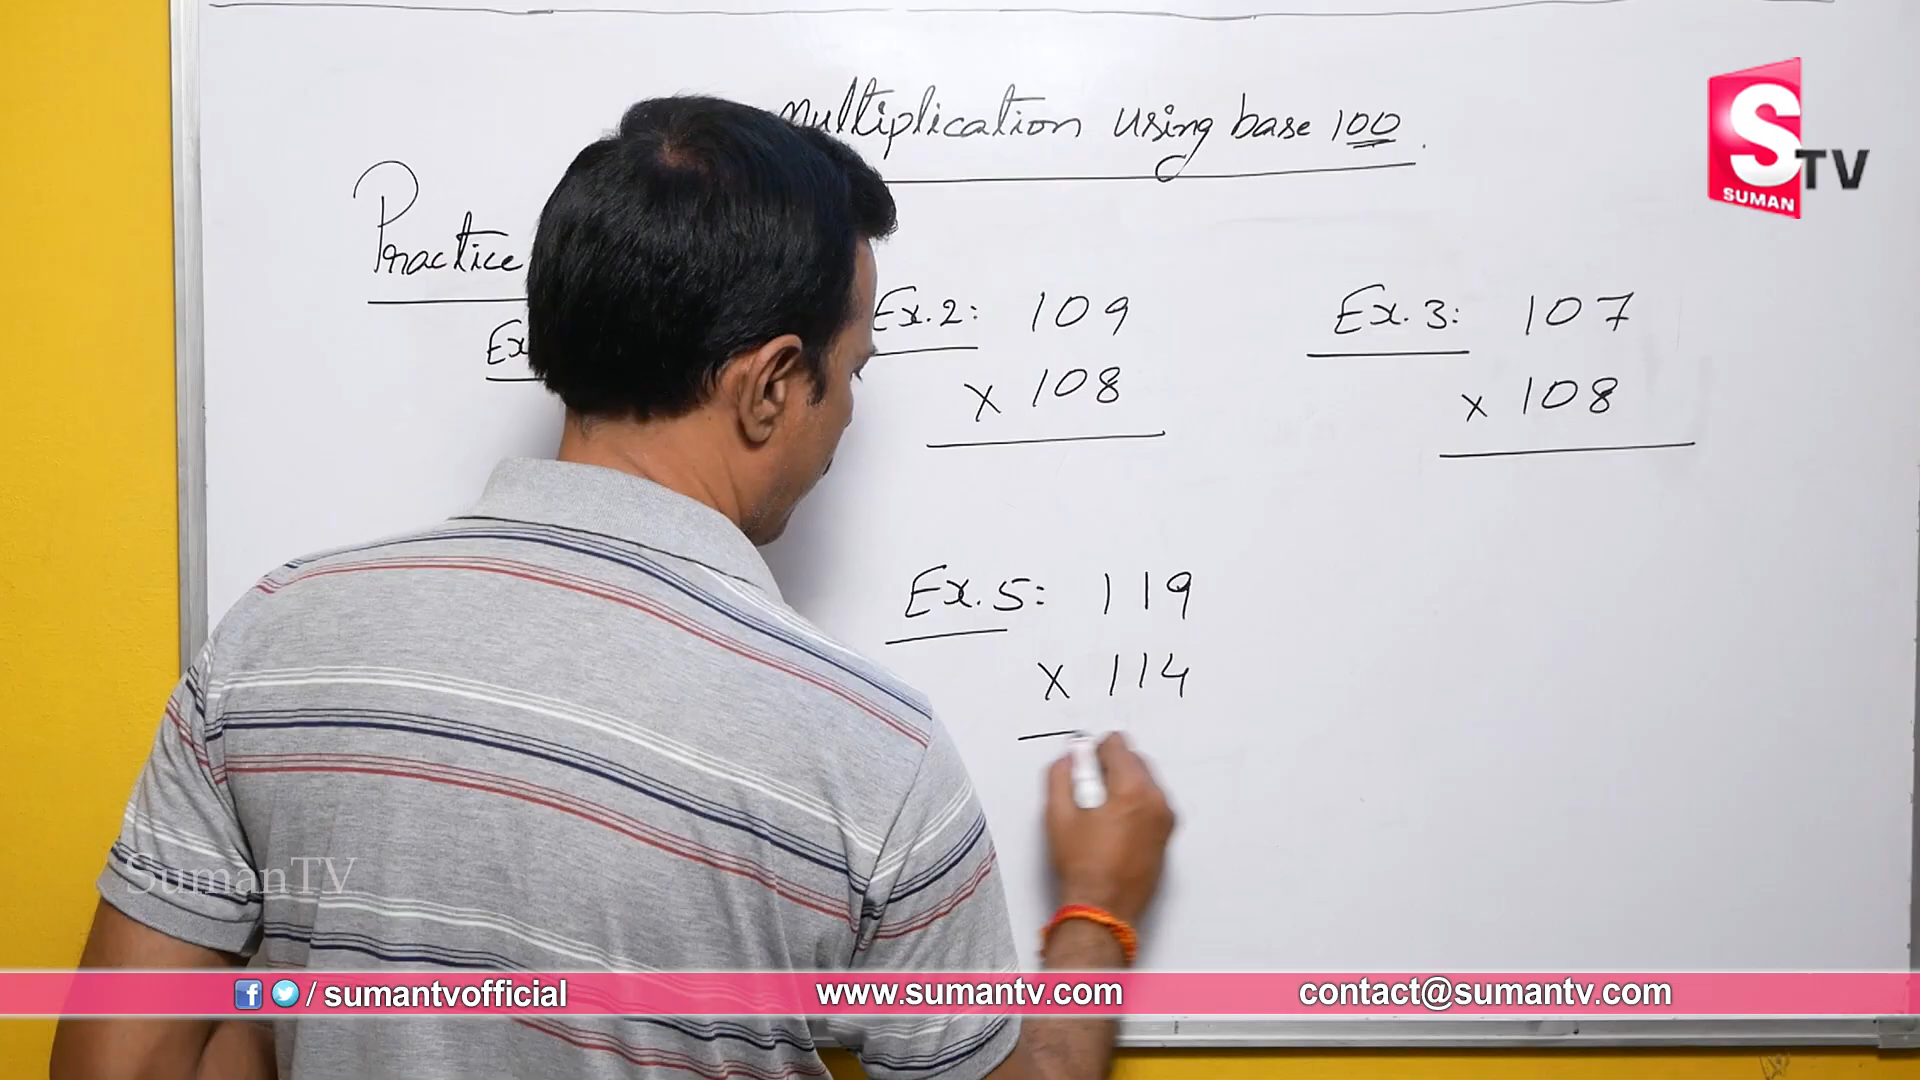 Multiplication using base 100.
Practice
Ex
Ex.2: 109
x 108
Ex.3: 107
x 108
Ex.5: 119
x 114
S TV
SUMAN
SumanTV
/ sumantvofficial
www.sumantv.com
contact@sumantv.com